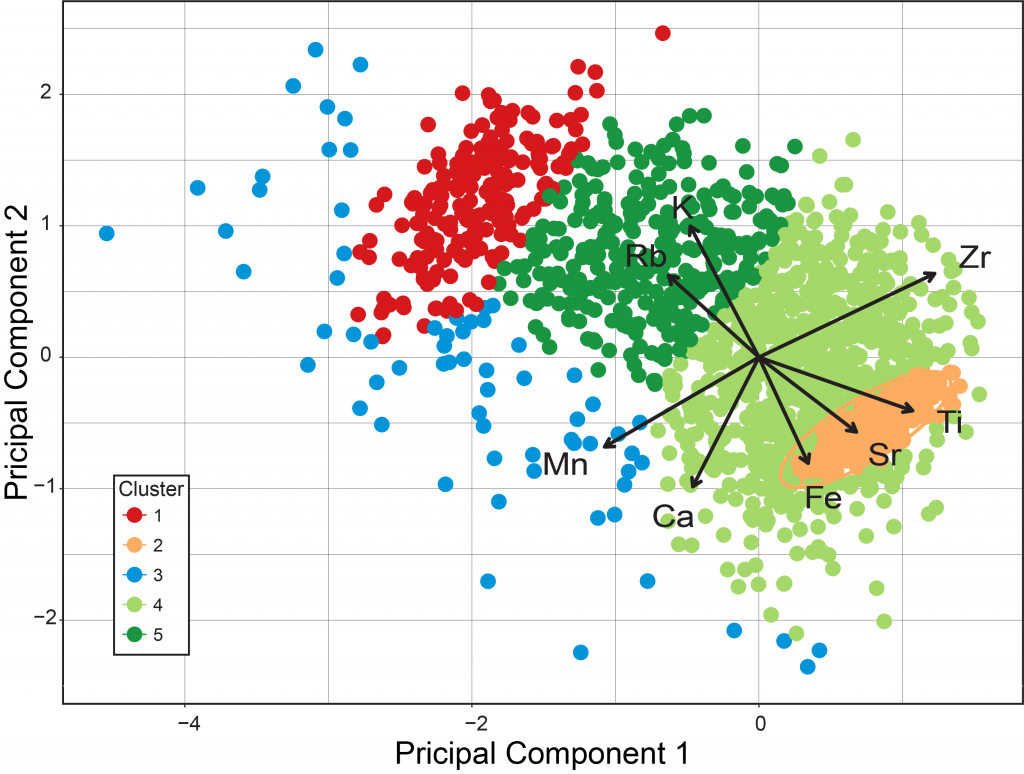 Pricipal Component 2
2
1
0
−1
−2
K
Rb
Zr
Ti
Sr
Fe
Mn
Ca
Cluster
1
2
3
4
5
−4
−2
0
Pricipal Component 1